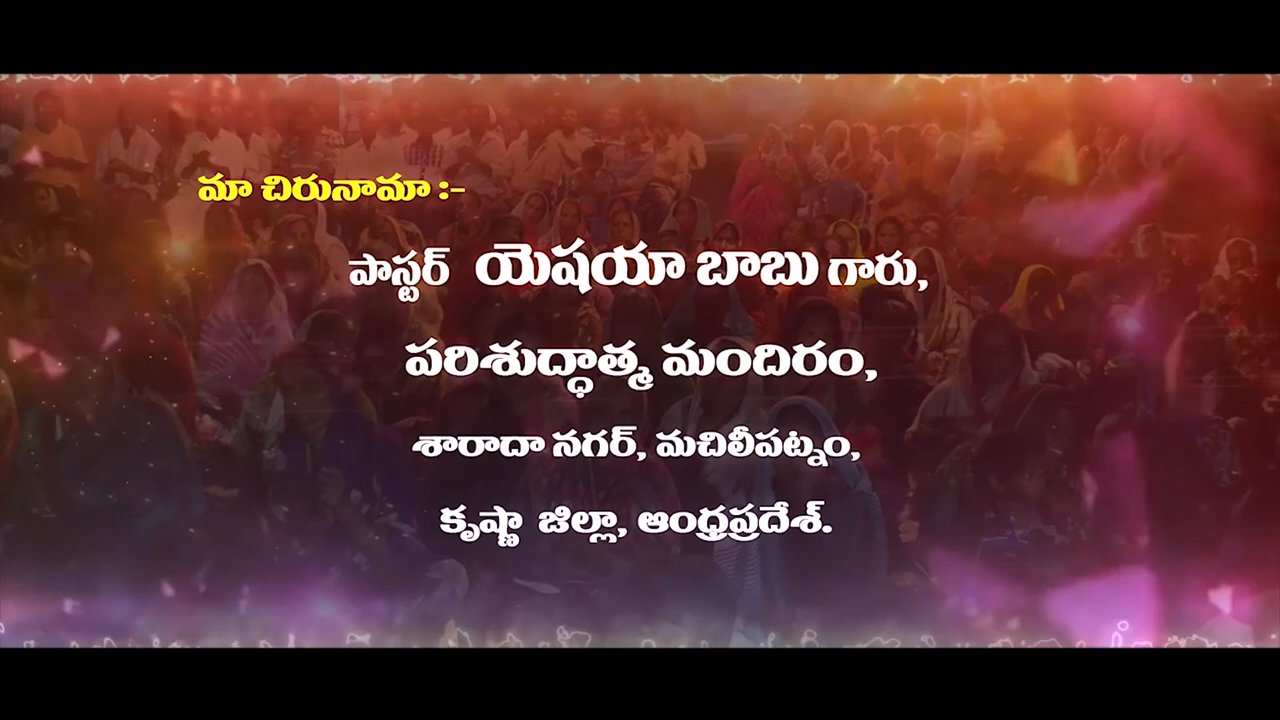 మా చిరునామా :-
పాస్టర్ యెషయా బాబు గారు,
పరిశుద్ధాత్మ మందిరం,
శారాదా నగర్, మచిలీపట్నం,
కృష్ణా జిల్లా, ఆంధ్రప్రదేశ్.